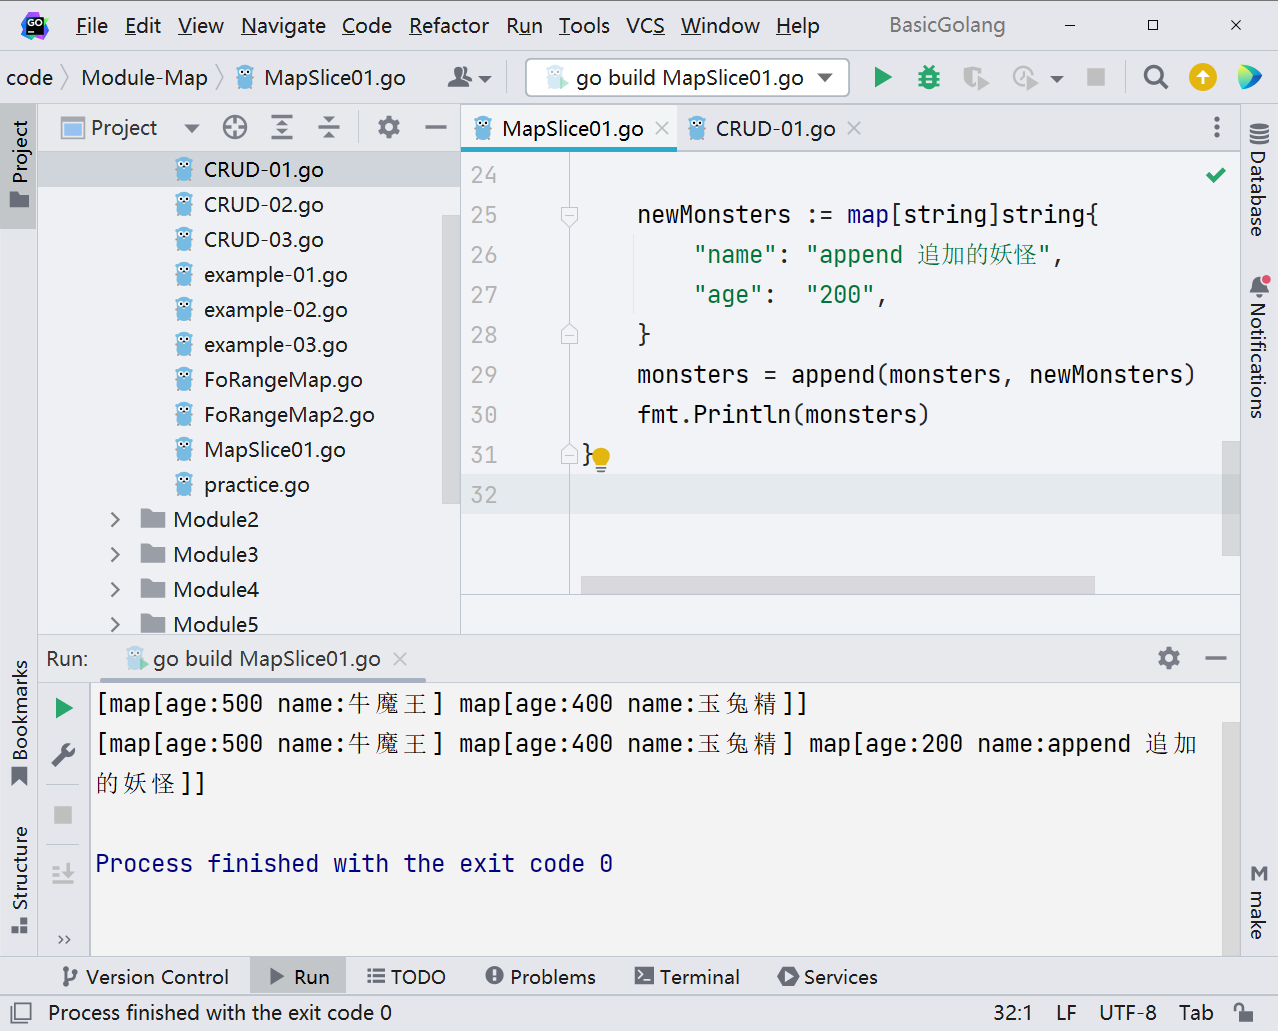 File Edit View Navigate Code Refactor Run Tools VCS Window Help BasicGolang
code Module-Map MapSlice01.go go build MapSlice01.go
Project
Project
MapSlice01.go CRUD-01.go
CRUD-01.go
CRUD-02.go
CRUD-03.go
example-01.go
example-02.go
example-03.go
FoRangeMap.go
FoRangeMap2.go
MapSlice01.go
practice.go
Module2
Module3
Module4
Module5
24
25 newMonsters := map[string]string{
26 "name": "append 追加的妖怪",
27 "age":  "200",
28 }
29 monsters = append(monsters, newMonsters)
30 fmt.Println(monsters)
31 }
32
Database
Notifications
make
Bookmarks
Structure
Run: go build MapSlice01.go
[map[age:500 name:牛魔王] map[age:400 name:玉兔精]]
[map[age:500 name:牛魔王] map[age:400 name:玉兔精] map[age:200 name:append 追加
的妖怪]]
Process finished with the exit code 0
Version Control Run TODO Problems Terminal Services
Process finished with the exit code 0 32:1 LF UTF-8 Tab